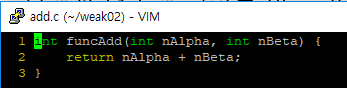 add.c (~/weak02) - VIM
1 int funcAdd(int nAlpha, int nBeta) {
2     return nAlpha + nBeta;
3 }